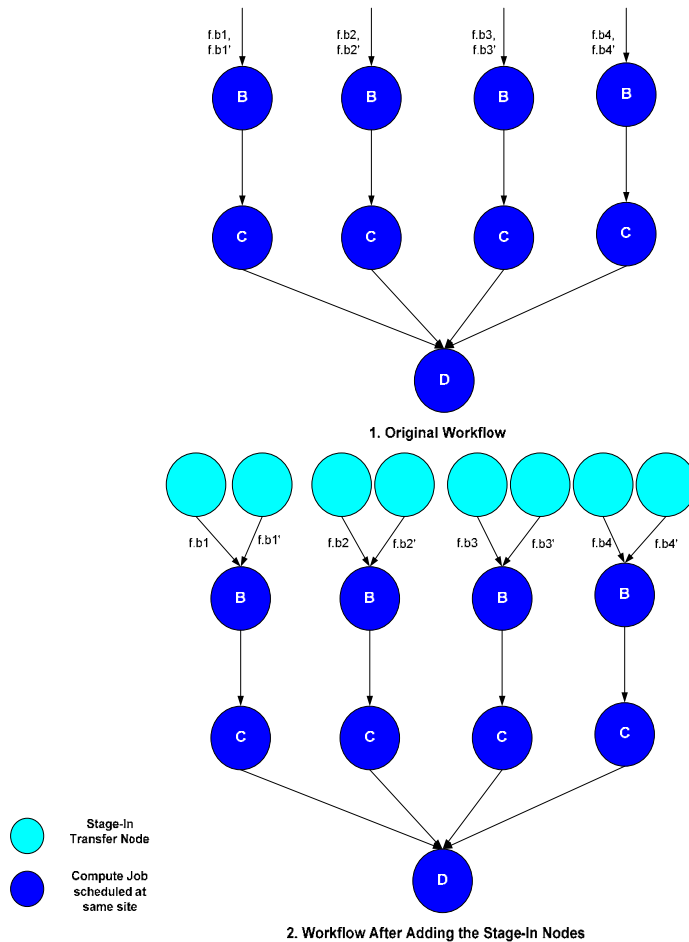 f.b1, f.b2, f.b3, f.b4,
f.b1' f.b2' f.b3' f.b4'
B B B B
C C C C
D
1. Original Workflow
f.b1 f.b1' f.b2 f.b2' f.b3 f.b3' f.b4 f.b4'
B B B B
C C C C
Stage-In
Transfer Node
Compute Job
scheduled at
same site
D
2. Workflow After Adding the Stage-In Nodes